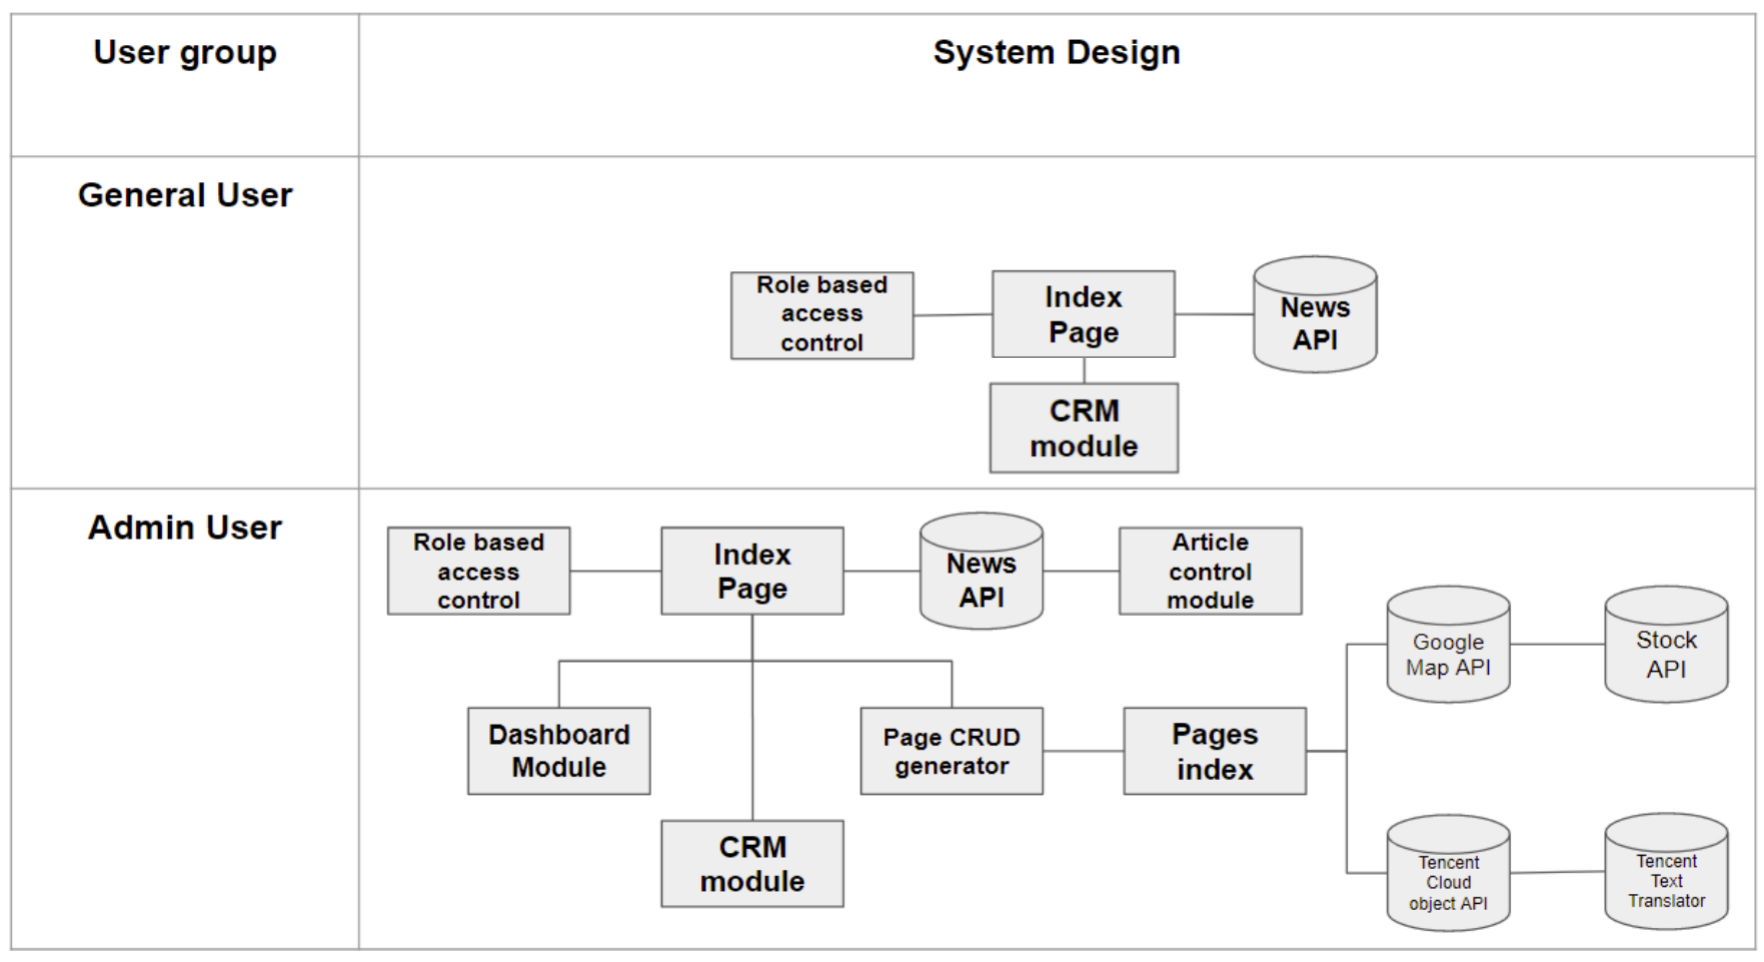 User group
System Design
General User
Role based
access
control
Index
Page
News
API
CRM
module
Admin User
Role based
access
control
Index
Page
News
API
Article
control
module
Google
Map API
Stock
API
Dashboard
Module
Page CRUD
generator
Pages
index
CRM
module
Tencent
Cloud
object API
Tencent
Text
Translator